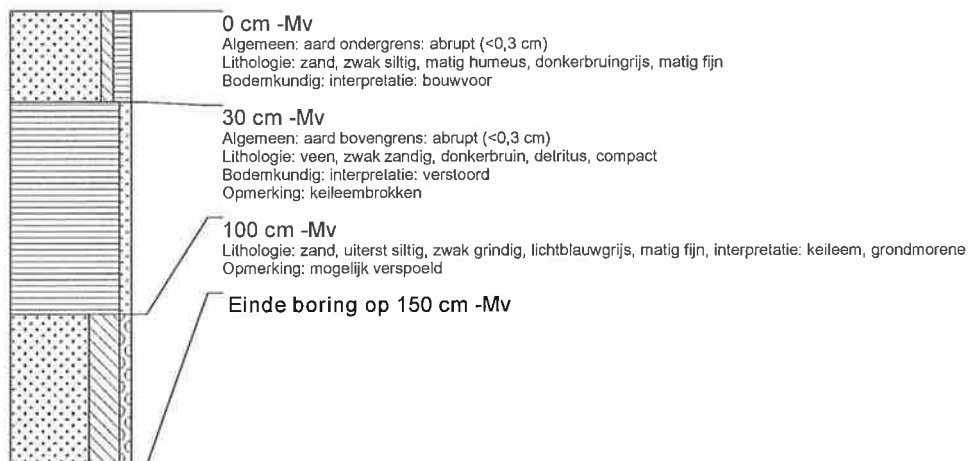 0 cm -Mv
Algemeen: aard ondergrens: abrupt (<0,3 cm)
Lithologie: zand, zwak siltig, matig humeus, donkerbruingrijs, matig fijn
Bodemkundig: interpretatie: bouwvoor
30 cm -Mv
Algemeen: aard bovengrens: abrupt (<0,3 cm)
Lithologie: veen, zwak zandig, donkerbruin, detritus, compact
Bodemkundig: interpretatie: verstoord
Opmerking: keileembrokken
100 cm -Mv
Lithologie: zand, uiterst siltig, zwak grindig, lichtblauwgrijs, matig fijn, interpretatie: keileem, grondmorene
Opmerking: mogelijk verspoeld
Einde boring op 150 cm -Mv